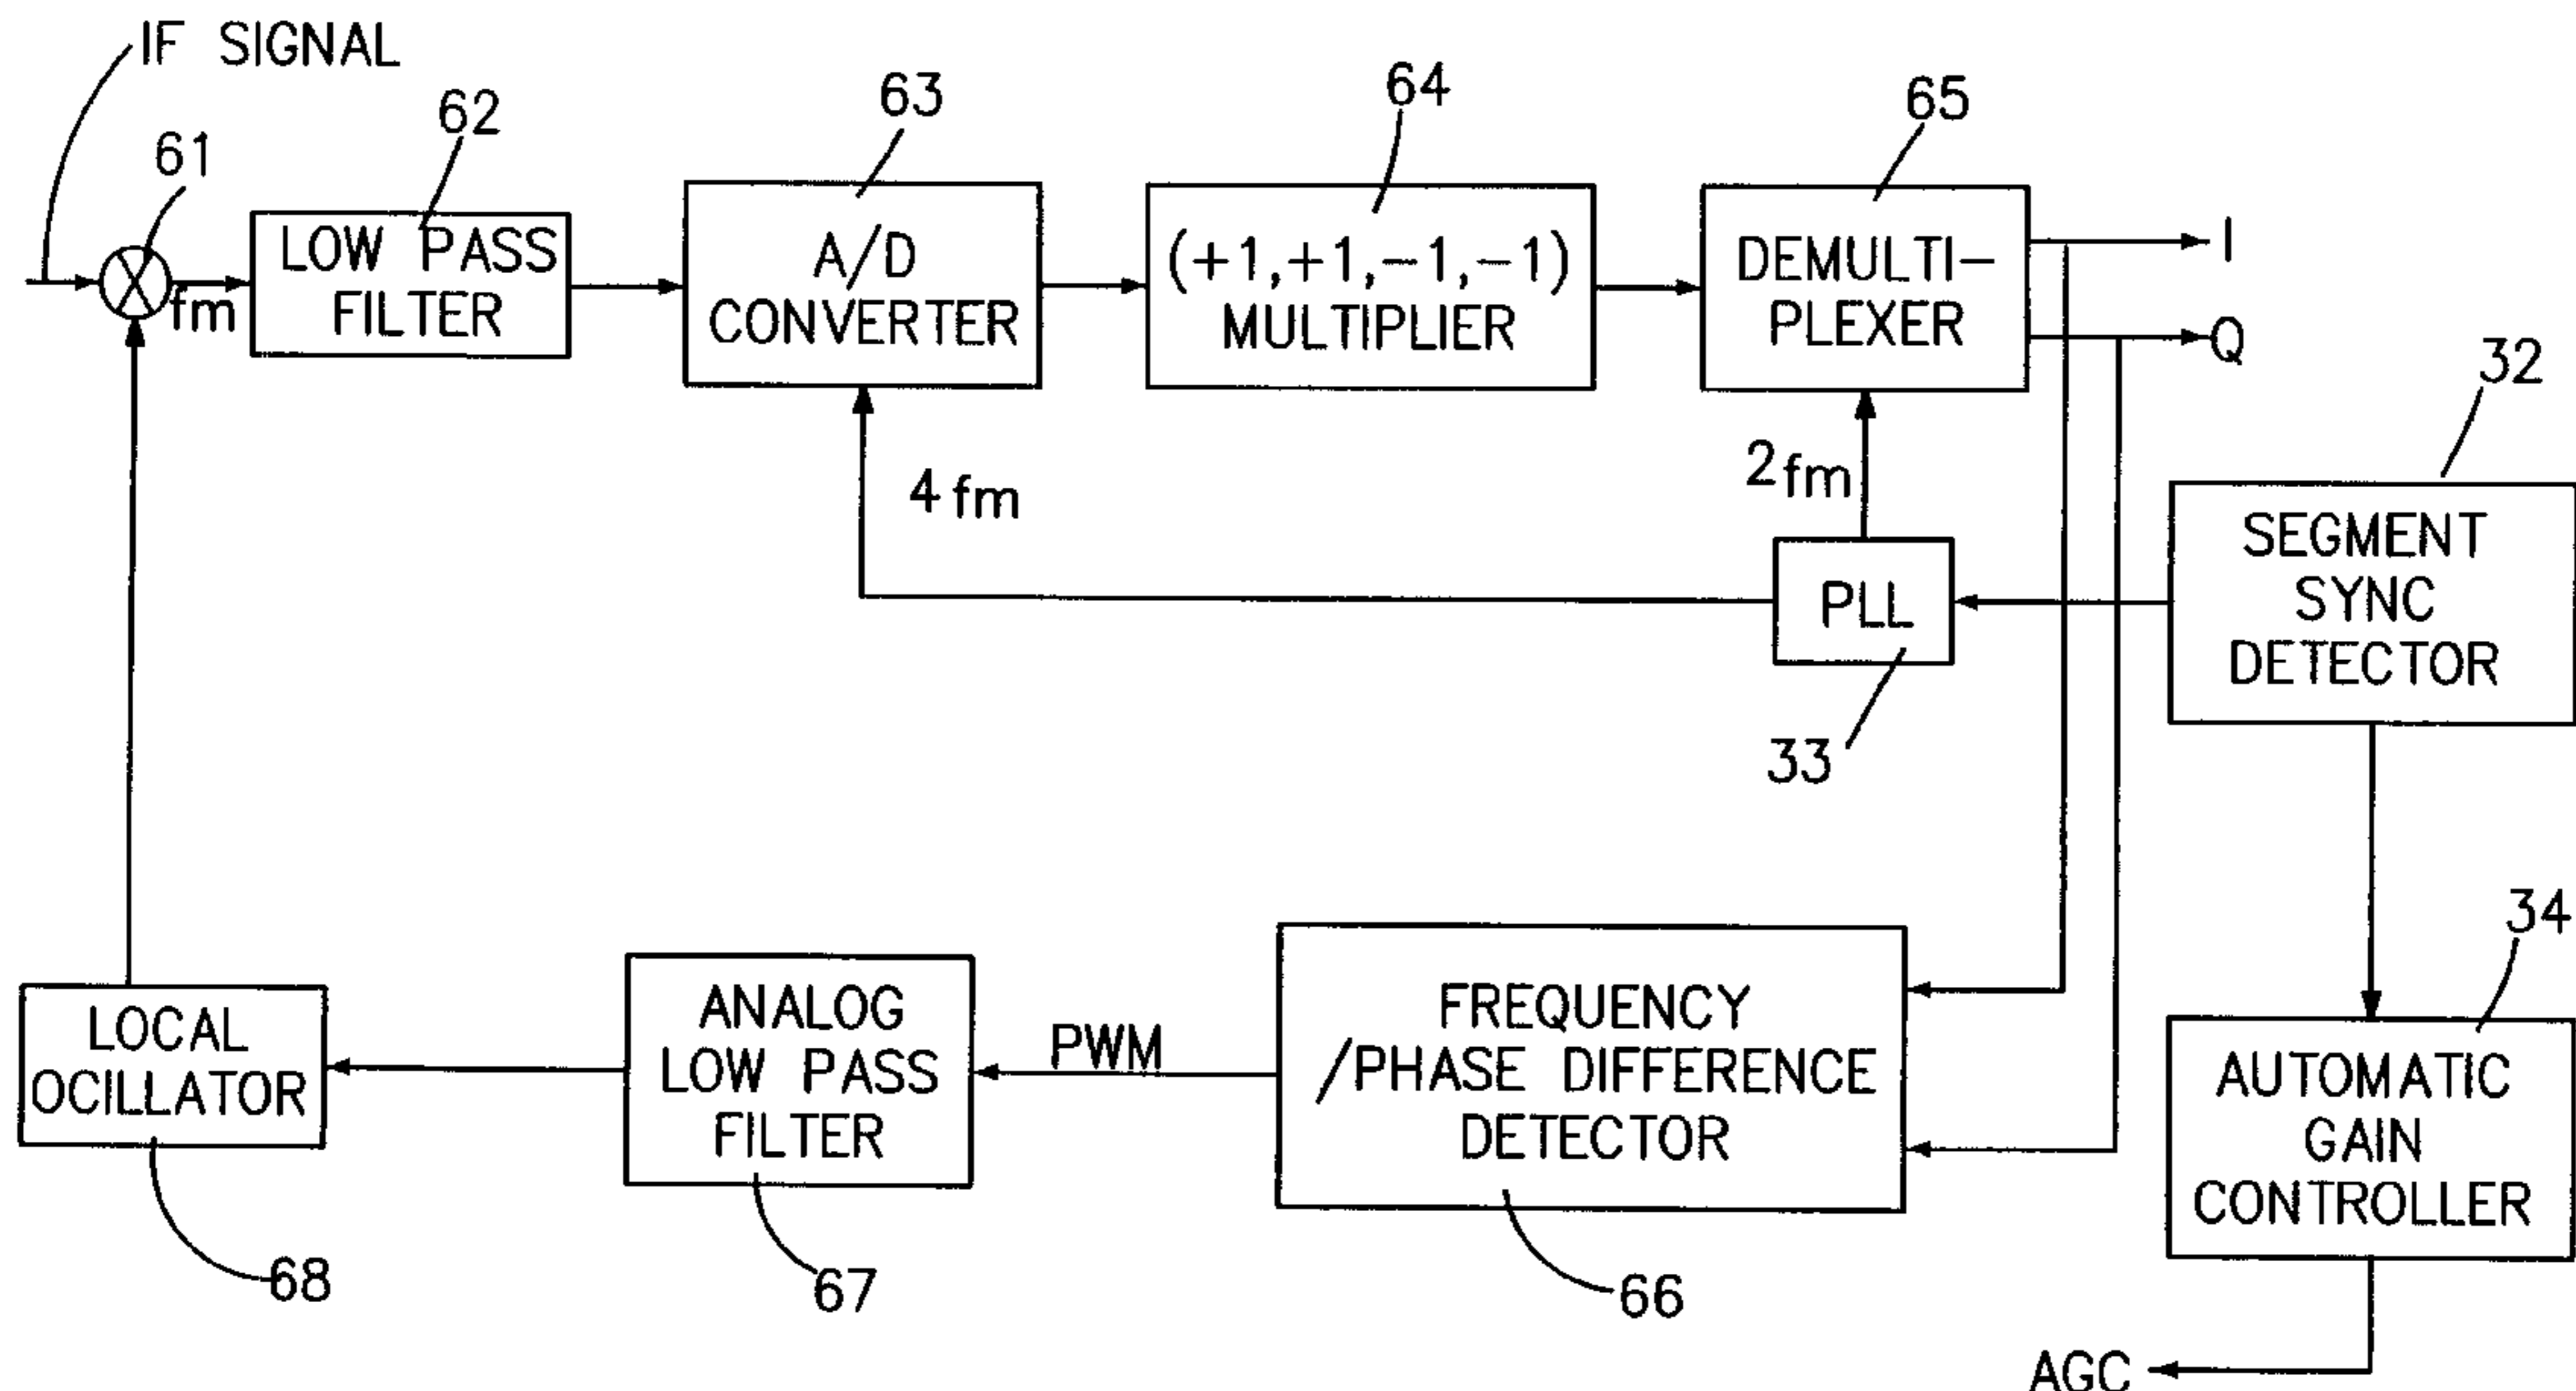 IF SIGNAL
61
62
63
64
65
fm
LOW PASS
FILTER
A/D
CONVERTER
(+1,+1,-1,-1)
MULTIPLIER
DEMULTI-
PLEXER
I
Q
4 fm
2 fm
PLL
33
32
SEGMENT
SYNC
DETECTOR
LOCAL
OCILLATOR
68
ANALOG
LOW PASS
FILTER
67
PWM
FREQUENCY
/PHASE DIFFERENCE
DETECTOR
66
34
AUTOMATIC
GAIN
CONTROLLER
AGC